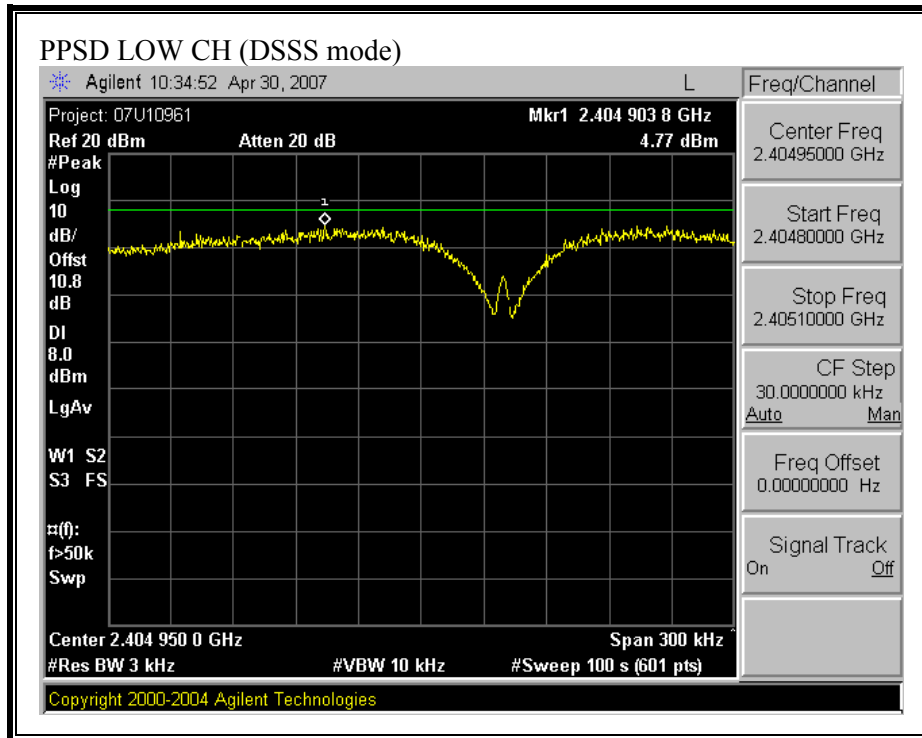 PPSD LOW CH (DSSS mode)
Agilent 10:34:52 Apr 30, 2007 L
Freq/Channel
Project: 07U10961 Mkr1 2.404 903 8 GHz
Ref 20 dBm Atten 20 dB 4.77 dBm
#Peak
Log
10
dB/
Offst
10.8
dB
DI
8.0
dBm
LgAv
W1 S2
S3 FS
¤(f):
f>50k
Swp
1
Center 2.404 950 0 GHz Span 300 kHz
#Res BW 3 kHz #VBW 10 kHz #Sweep 100 s (601 pts)
Center Freq
2.40495000 GHz
Start Freq
2.40480000 GHz
Stop Freq
2.40510000 GHz
CF Step
30.0000000 kHz
Auto Man
Freq Offset
0.00000000 Hz
Signal Track
On Off
Copyright 2000-2004 Agilent Technologies